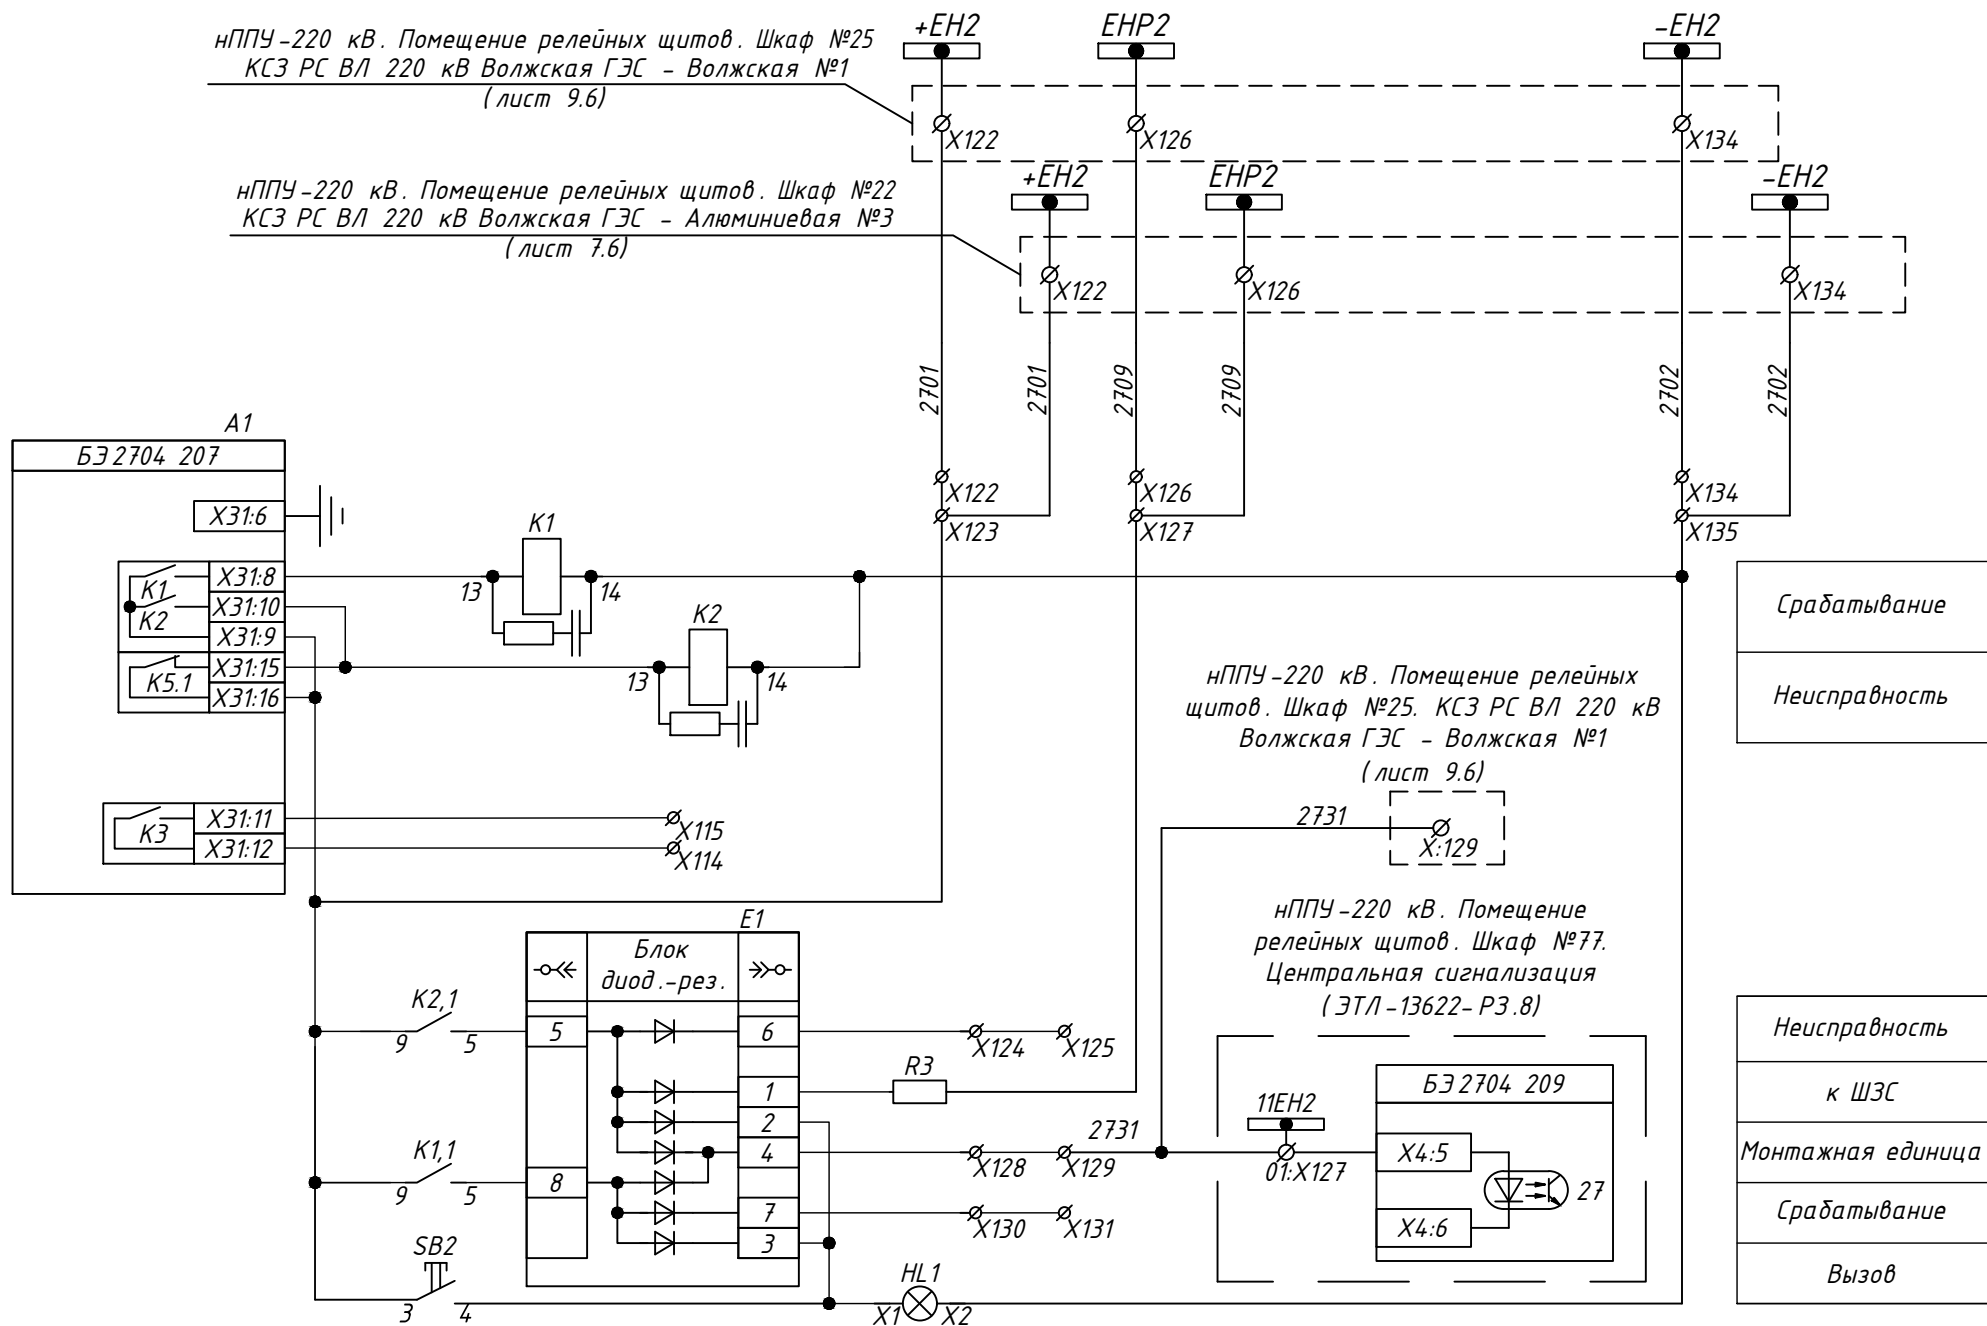 нППУ-220 кВ. Помещение релейных щитов. Шкаф №25
КСЗ РС ВЛ 220 кВ Волжская ГЭС - Волжская №1
(лист 9.6)
+ЕН2
ЕНР2
-ЕН2
X122
X126
X134
нППУ-220 кВ. Помещение релейных щитов. Шкаф №22
КСЗ РС ВЛ 220 кВ Волжская ГЭС - Алюминиевая №3
(лист 7.6)
+ЕН2
ЕНР2
-ЕН2
X122
X126
X134
2701
2701
2709
2709
2702
2702
X122
X123
X126
X127
X134
X135
А1
БЭ2704 207
X31:6
K1
X31:8
K2
X31:10
X31:9
X31:15
K5.1
X31:16
K3
X31:11
X31:12
K1
13
14
K2
13
14
X115
X114
Срабатывание
Неисправность
нППУ-220 кВ. Помещение релейных
щитов. Шкаф №25. КСЗ РС ВЛ 220 кВ
Волжская ГЭС - Волжская №1
(лист 9.6)
2731
X:129
нППУ-220 кВ. Помещение
релейных щитов. Шкаф №77.
Центральная сигнализация
(ЭТЛ-13622-РЗ.8)
E1
Блок
диод.-рез.
K2,1
9
5
5
6
X124
X125
1
R3
2
4
X128
X129
2731
K1,1
9
5
8
7
X130
X131
3
SB2
3
4
HL1
X1
X2
11ЕН2
01:X127
БЭ2704 209
X4:5
X4:6
27
Неисправность
к ШЗС
Монтажная единица
Срабатывание
Вызов